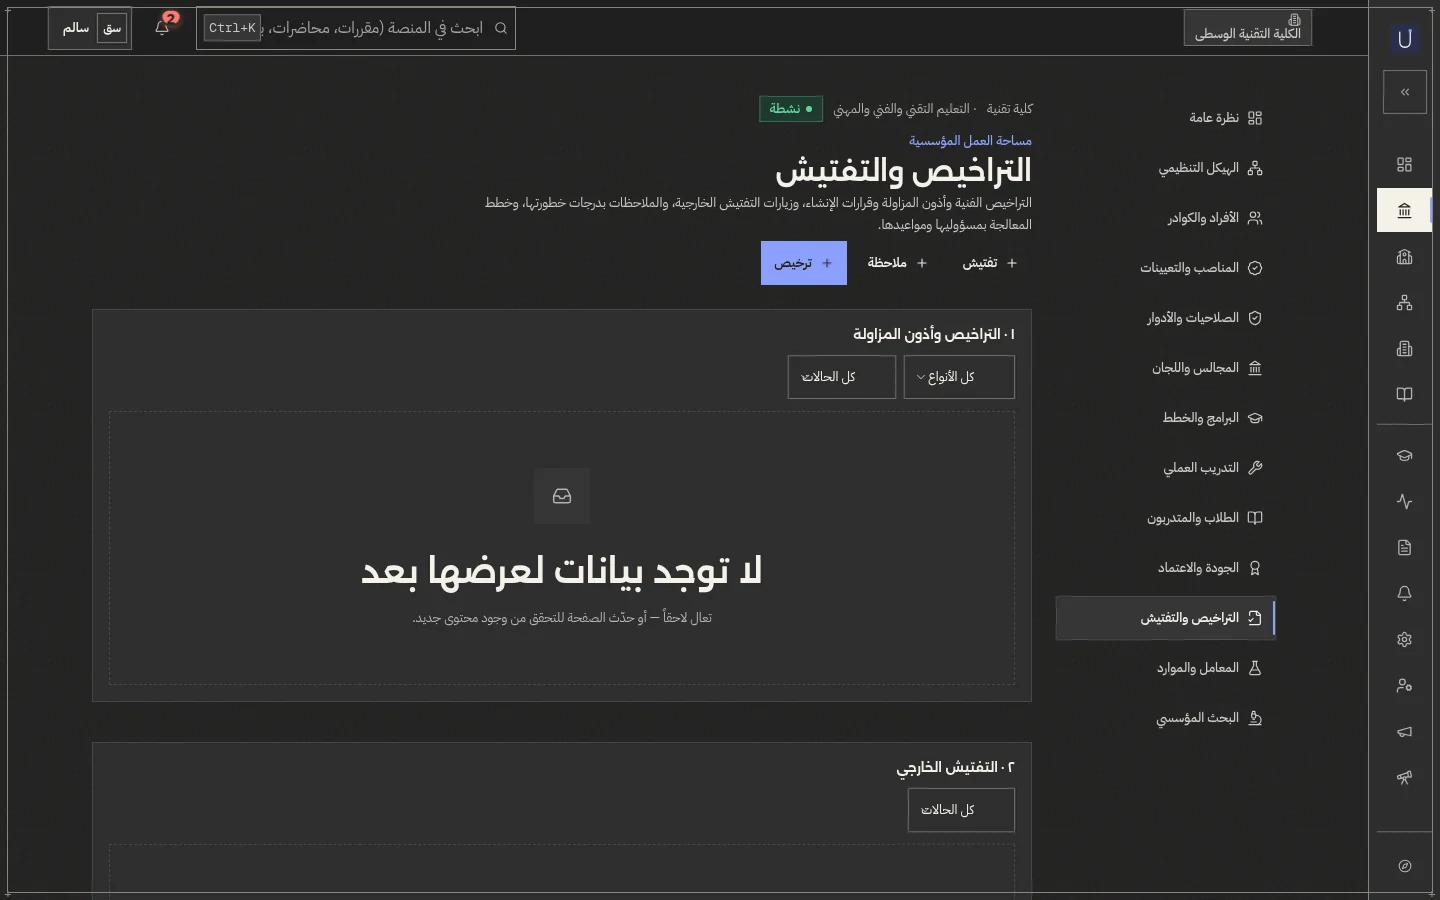 الكلية التقنية الوسطى
ابحث في المنصة (مقررات، محاضرات، ب
Ctrl+K
2
سق
سالم
نظرة عامة
الهيكل التنظيمي
الأفراد والكوادر
المناصب والتعيينات
الصلاحيات والأدوار
المجالس واللجان
البرامج والخطط
التدريب العملي
الطلاب والمتدربون
الجودة والاعتماد
التراخيص والتفتيش
المعامل والموارد
البحث المؤسسي
كلية تقنية · التعليم التقني والفني والمهني
نشطة
مساحة العمل المؤسسية
التراخيص والتفتيش
التراخيص الفنية وأذون المزاولة وقرارات الإنشاء، وزيارات التفتيش الخارجية، والملاحظات بدرجات خطورتها، وخطط
المعالجة بمسؤوليها ومواعيدها.
تفتيش
ملاحظة
ترخيص
٠١ التراخيص وأذون المزاولة
كل الأنواع
كل الحالات
لا توجد بيانات لعرضها بعد
تعال لاحقاً — أو حدّث الصفحة للتحقق من وجود محتوى جديد.
٠٢ التفتيش الخارجي
كل الحالات